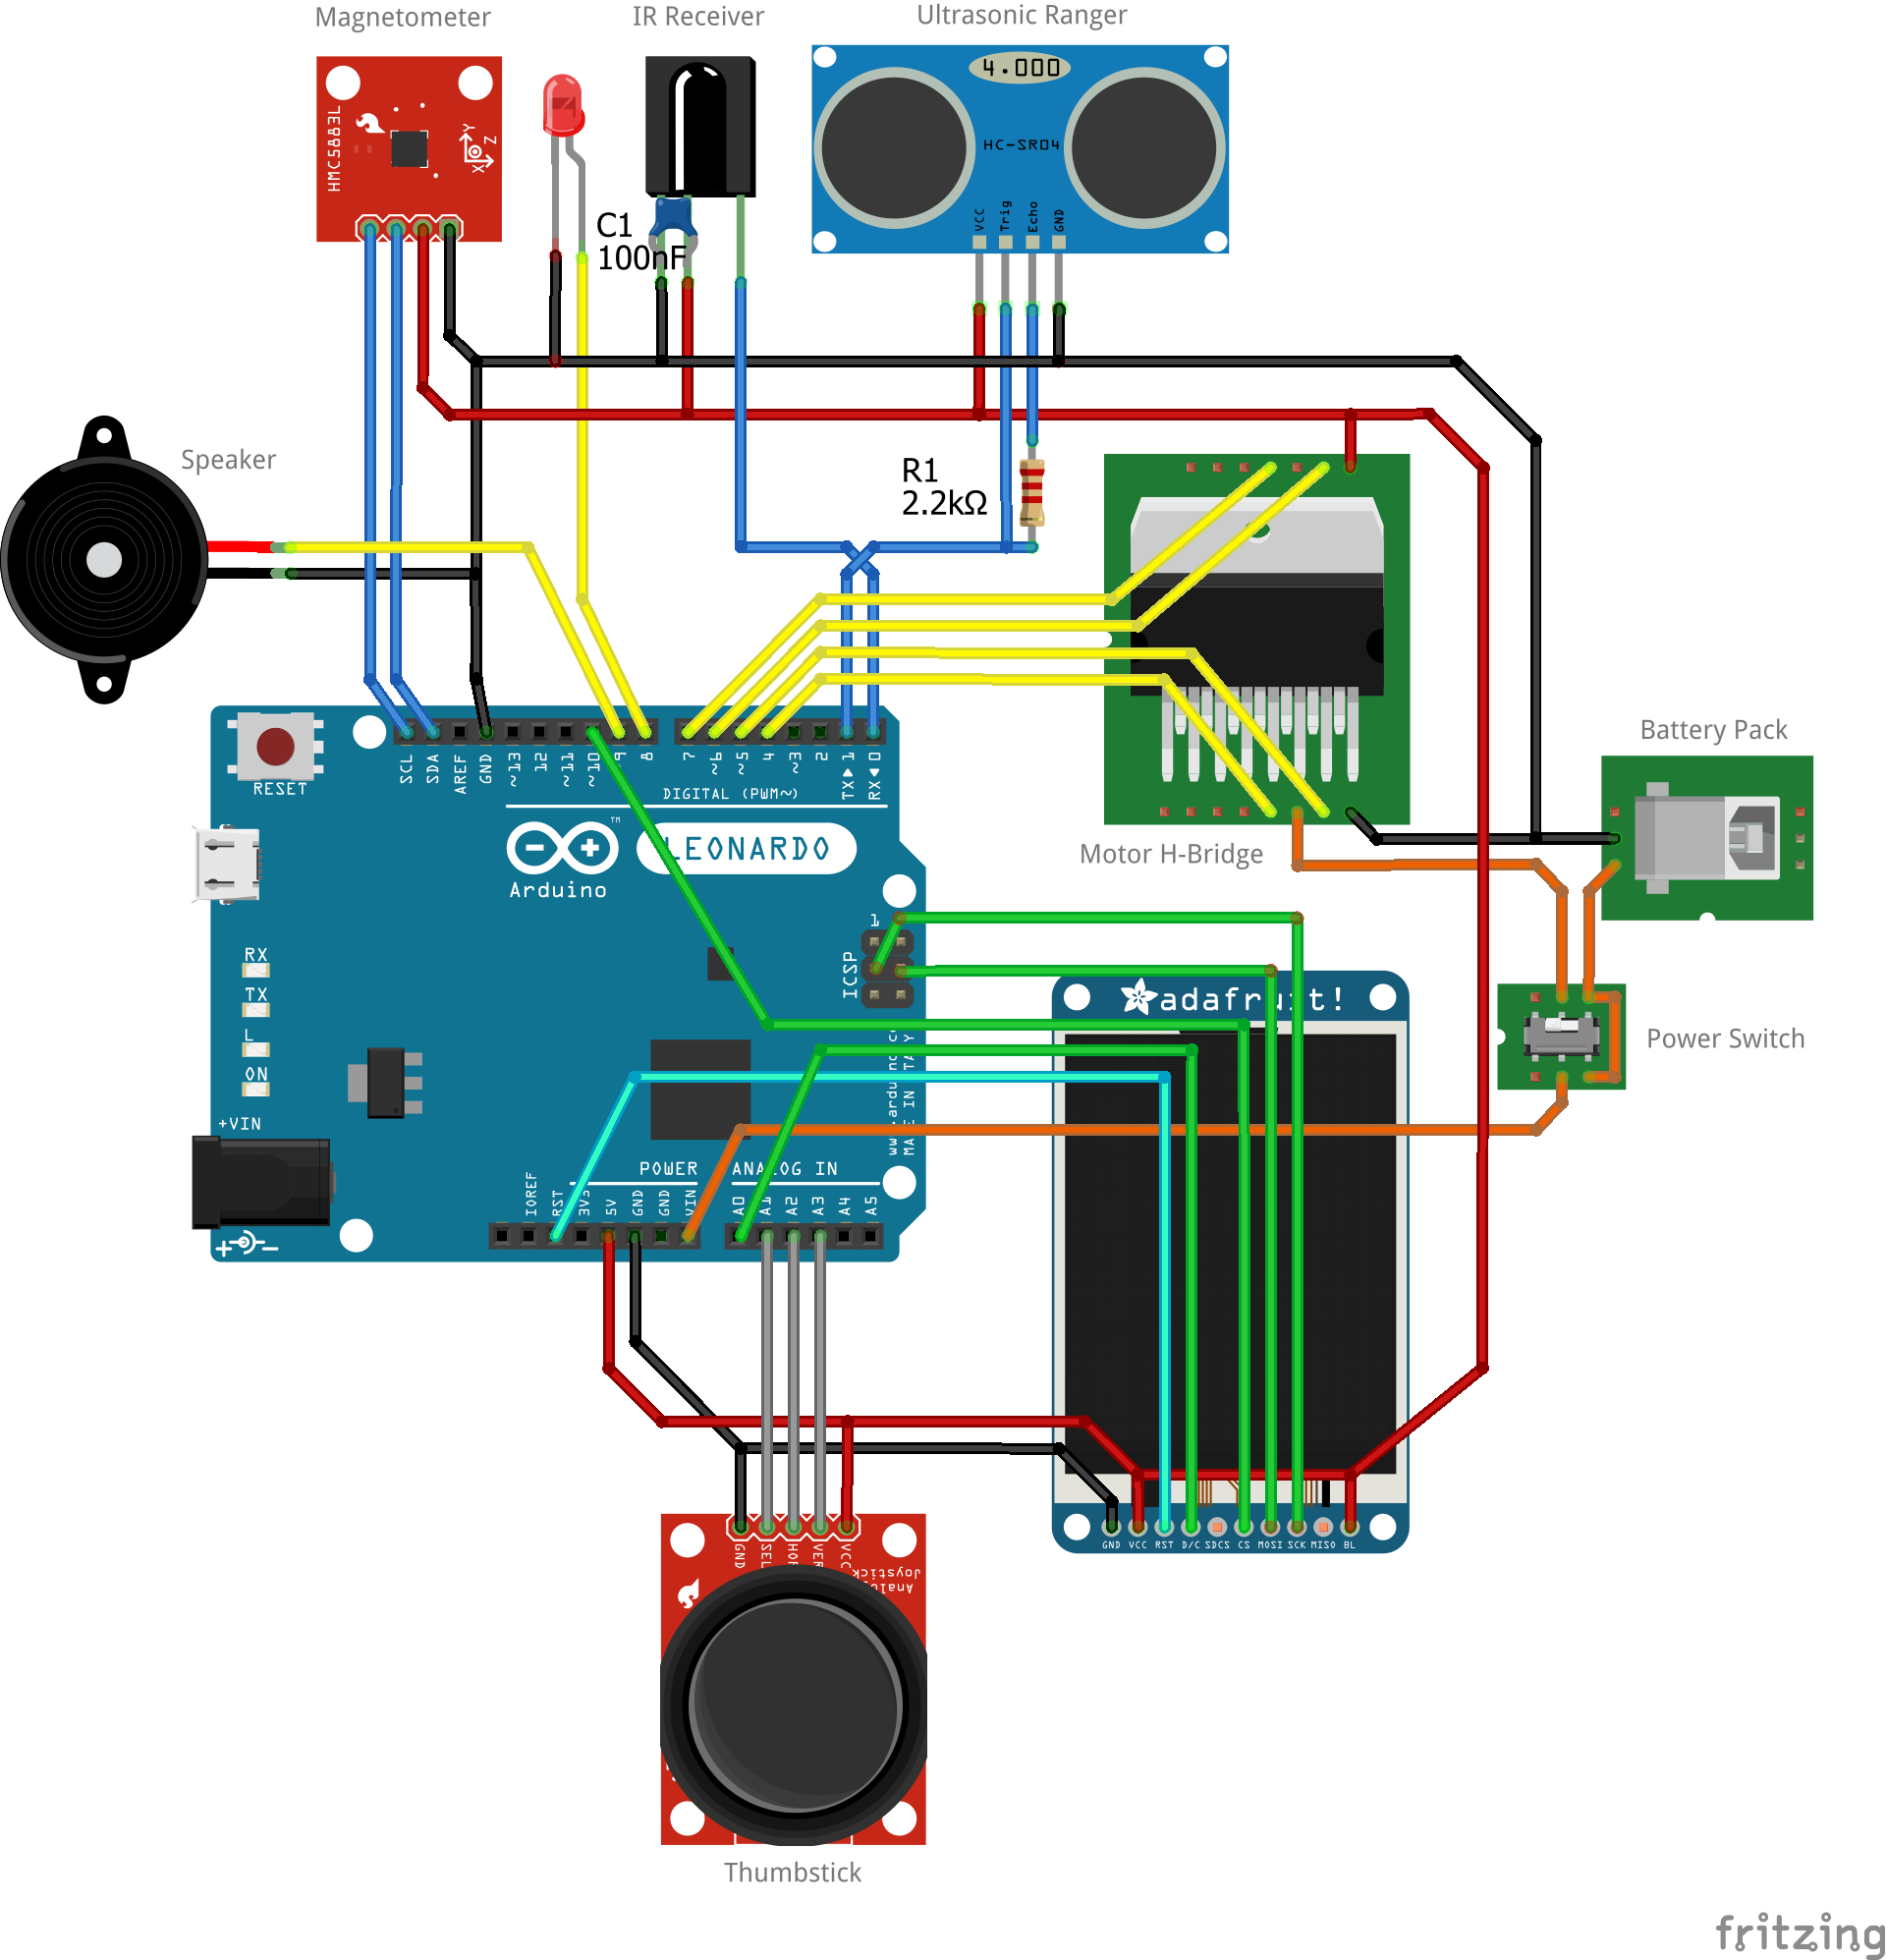 Magnetometer
IR Receiver
Ultrasonic Ranger
HMC5883L
Y
Z
X
4.000
HC-SR04
VCC
Trig
Echo
GND
C1
100nF
Speaker
R1
2.2kΩ
Battery Pack
Motor H-Bridge
RESET
SCL
SDA
AREF
GND
~13
12
~11
~10
8
7
~6
~5
4
~3
2
TX 1
RX 0
DIGITAL (PWM~)
TM
LEONARDO
Arduino
1
ICSP
RX
TX
L
ON
+VIN
POWER
ANALOG IN
IOREF
RST
3V3
5V
GND
GND
VIN
A0
A1
A2
A3
A4
A5
+ -
adafruit!
Power Switch
GND
VCC
RST
D/C
SDCS
CS
MOSI
SCK
MISO
BL
GND
SEL
VCC
Joystick
Thumbstick
fritzing